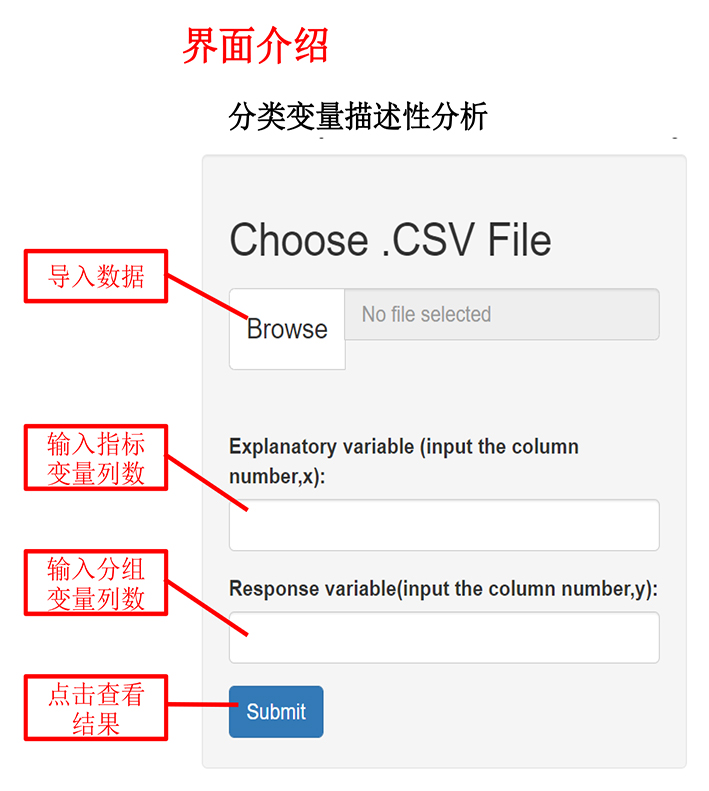 界面介绍
分类变量描述性分析
Choose .CSV File
导入数据
Browse
No file selected
输入指标
变量列数
Explanatory variable (input the column
number,x):
输入分组
变量列数
Response variable(input the column number,y):
点击查看
结果
Submit